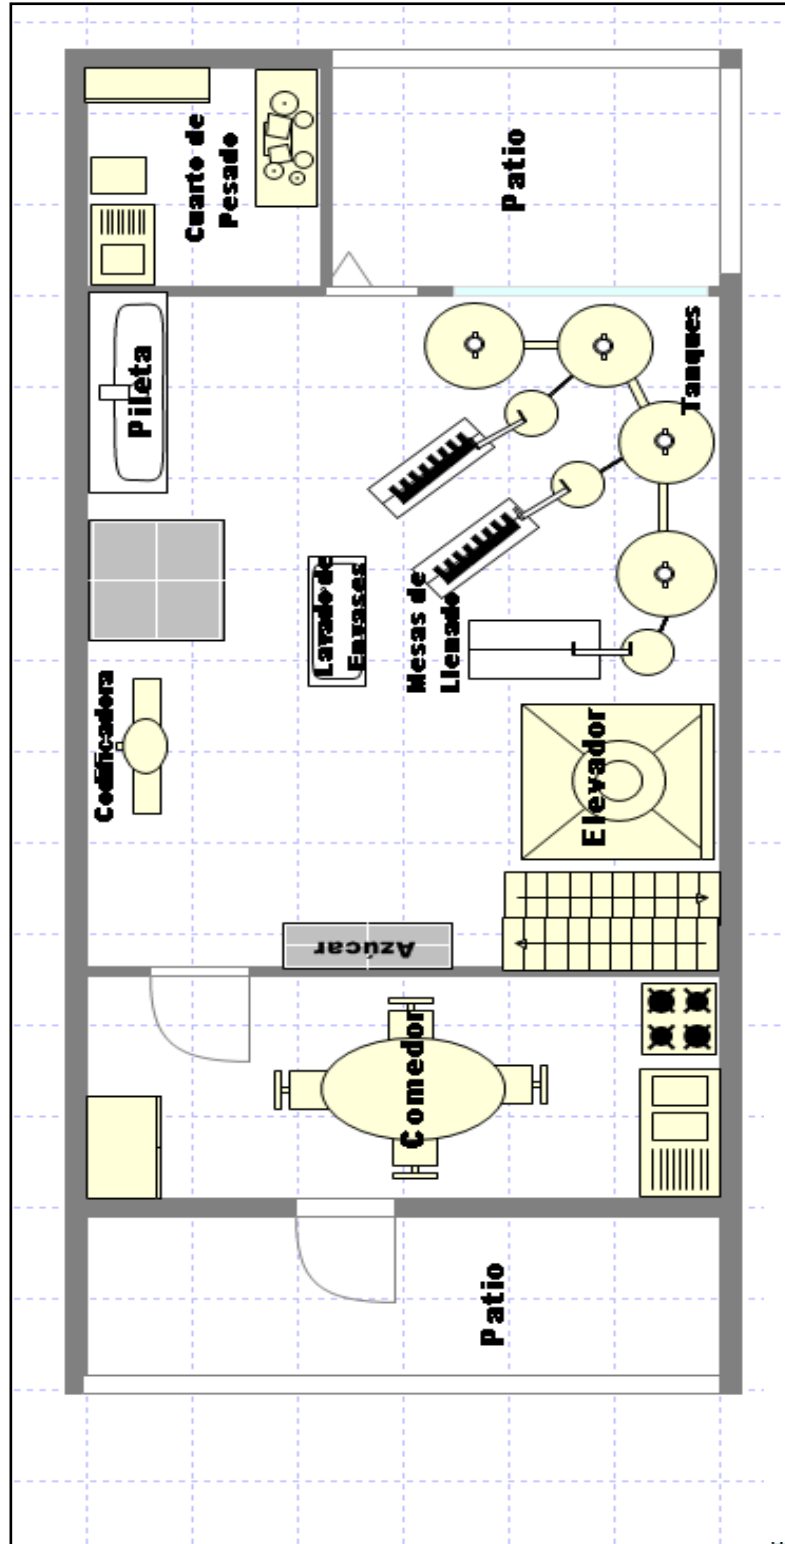 Cuarto de
Pesado
Patio
Pileta
Tanques
Lavado de
Envases
Mesas de
Llenado
Codificadora
Elevador
Azúcar
Comedor
Patio